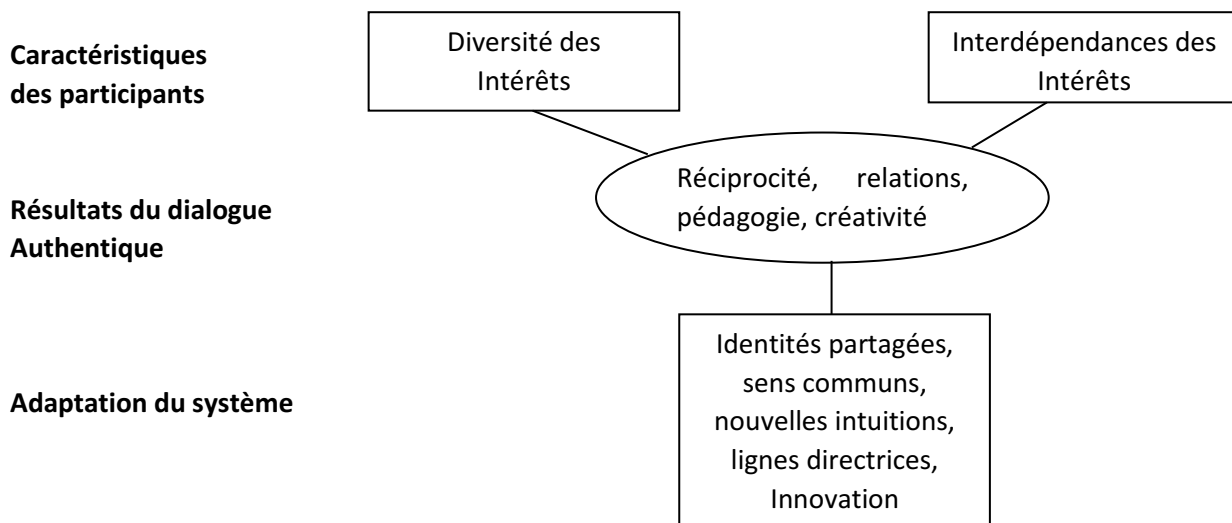 Caractéristiques
des participants
Diversité des
Intérêts
Interdépendances des
Intérêts
Résultats du dialogue
Authentique
Réciprocité, relations,
pédagogie, créativité
Adaptation du système
Identités partagées,
sens communs,
nouvelles intuitions,
lignes directrices,
Innovation